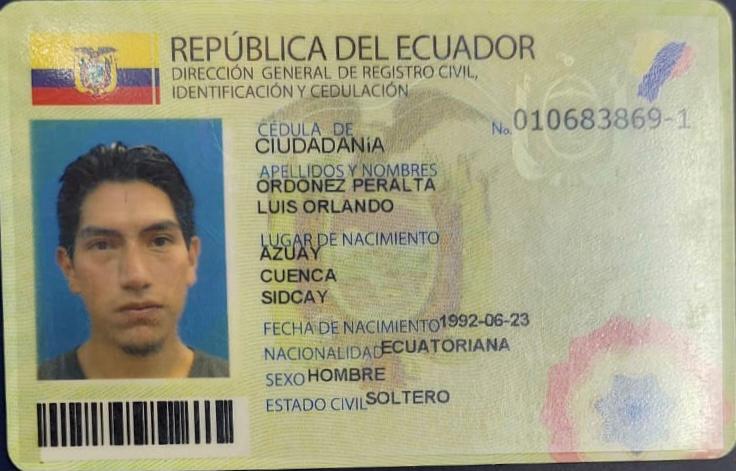 REPÚBLICA DEL ECUADOR
DIRECCIÓN GENERAL DE REGISTRO CIVIL,
IDENTIFICACIÓN Y CEDULACIÓN
CÉDULA DE No. 010683869-1
CIUDADANÍA
APELLIDOS Y NOMBRES
ORDONEZ PERALTA
LUIS ORLANDO
LUGAR DE NACIMIENTO
AZUAY
CUENCA
SIDCAY
FECHA DE NACIMIENTO 1992-06-23
NACIONALIDAD ECUATORIANA
SEXO HOMBRE
ESTADO CIVIL SOLTERO